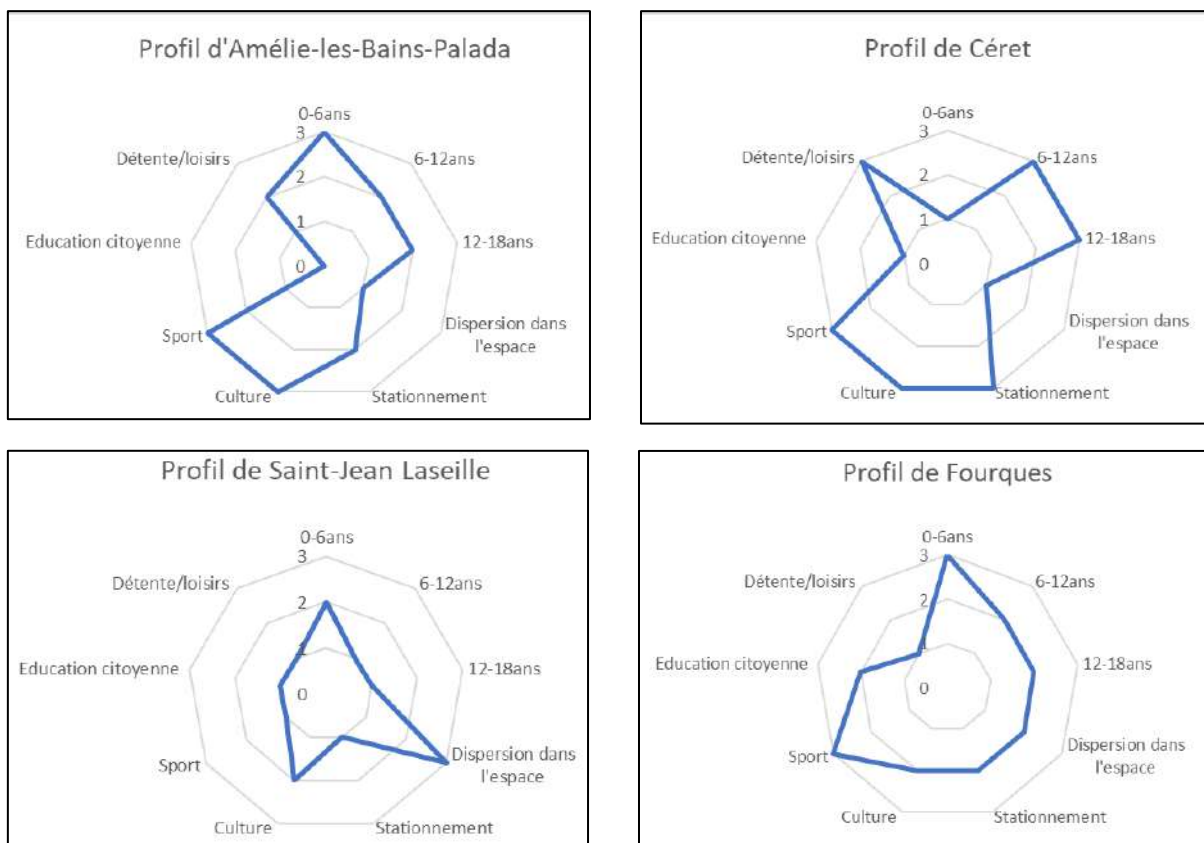 Profil d'Amélie-les-Bains-Palada
0-6ans
3
Détente/loisirs
6-12ans
2
1
Education citoyenne
12-18ans
0
Sport
Dispersion dans
l'espace
Culture
Stationnement
Profil de Céret
0-6ans
3
Détente/loisirs
6-12ans
2
1
Education citoyenne
12-18ans
0
Sport
Dispersion dans
l'espace
Culture
Stationnement
Profil de Saint-Jean Laseille
0-6ans
3
Détente/loisirs
6-12ans
2
1
Education citoyenne
12-18ans
0
Sport
Dispersion dans
l'espace
Culture
Stationnement
Profil de Fourques
0-6ans
3
Détente/loisirs
6-12ans
2
1
Education citoyenne
12-18ans
0
Sport
Dispersion dans
l'espace
Culture
Stationnement